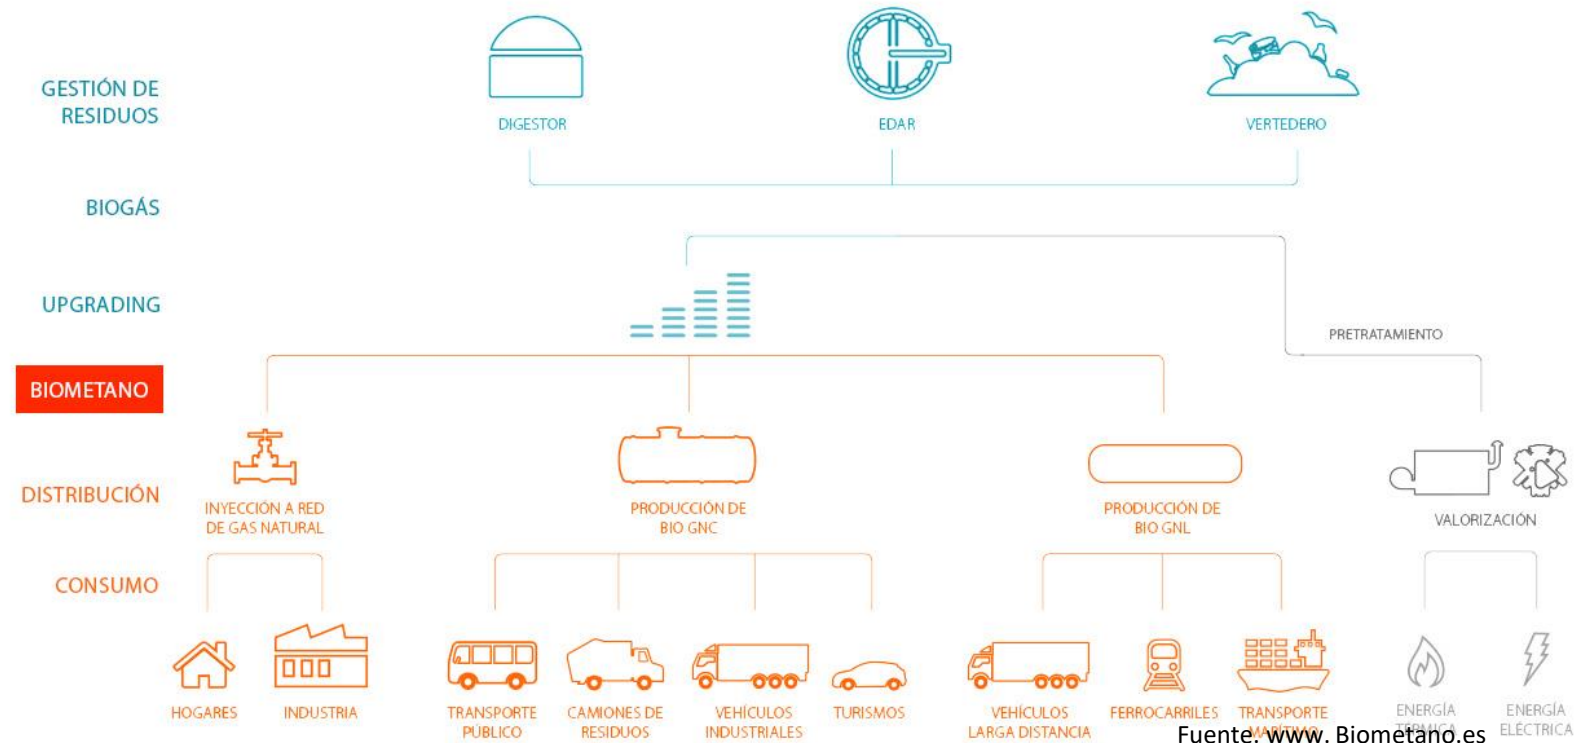 GESTIÓN DE
RESIDUOS
DIGESTOR
EDAR
VERTEDERO
BIOGÁS
UPGRADING
PRETRATAMIENTO
BIOMETANO
DISTRIBUCIÓN
INYECCIÓN A RED
DE GAS NATURAL
PRODUCCIÓN DE
BIO GNC
PRODUCCIÓN DE
BIO GNL
VALORIZACIÓN
CONSUMO
HOGARES
INDUSTRIA
TRANSPORTE
PÚBLICO
CAMIONES DE
RESIDUOS
VEHÍCULOS
INDUSTRIALES
TURISMOS
VEHÍCULOS
LARGA DISTANCIA
FERROCARRILES
TRANSPORTE
MARÍTIMO
ENERGÍA
TÉRMICA
ENERGÍA
ELÉCTRICA
Fuente: www. Biometano.es